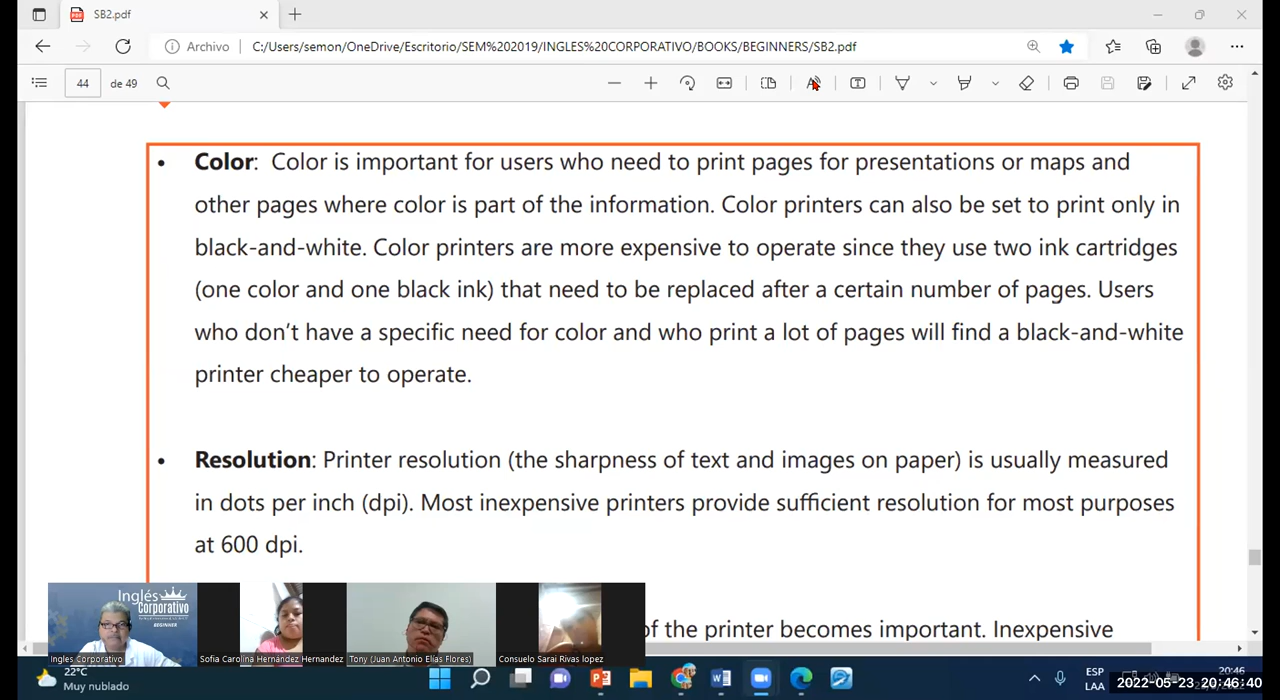 SB2.pdf
Archivo
C:/Users/semon/OneDrive/Escritorio/SEM%202019/INGLES%20CORPORATIVO/BOOKS/BEGINNERS/SB2.pdf
44 de 49
• Color: Color is important for users who need to print pages for presentations or maps and
other pages where color is part of the information. Color printers can also be set to print only in
black-and-white. Color printers are more expensive to operate since they use two ink cartridges
(one color and one black ink) that need to be replaced after a certain number of pages. Users
who don't have a specific need for color and who print a lot of pages will find a black-and-white
printer cheaper to operate.
• Resolution: Printer resolution (the sharpness of text and images on paper) is usually measured
in dots per inch (dpi). Most inexpensive printers provide sufficient resolution for most purposes
at 600 dpi.
of the printer becomes important. Inexpensive
Inglés
Corporativo
BEGINNER
Ingles Corporativo
Sofia Carolina Hernández Hernandez
Tony (Juan Antonio Elías Flores)
Consuelo Sarai Rivas lopez
22°C
Muy nublado
ESP
LAA
20:46
2022-05-23 20:46:40